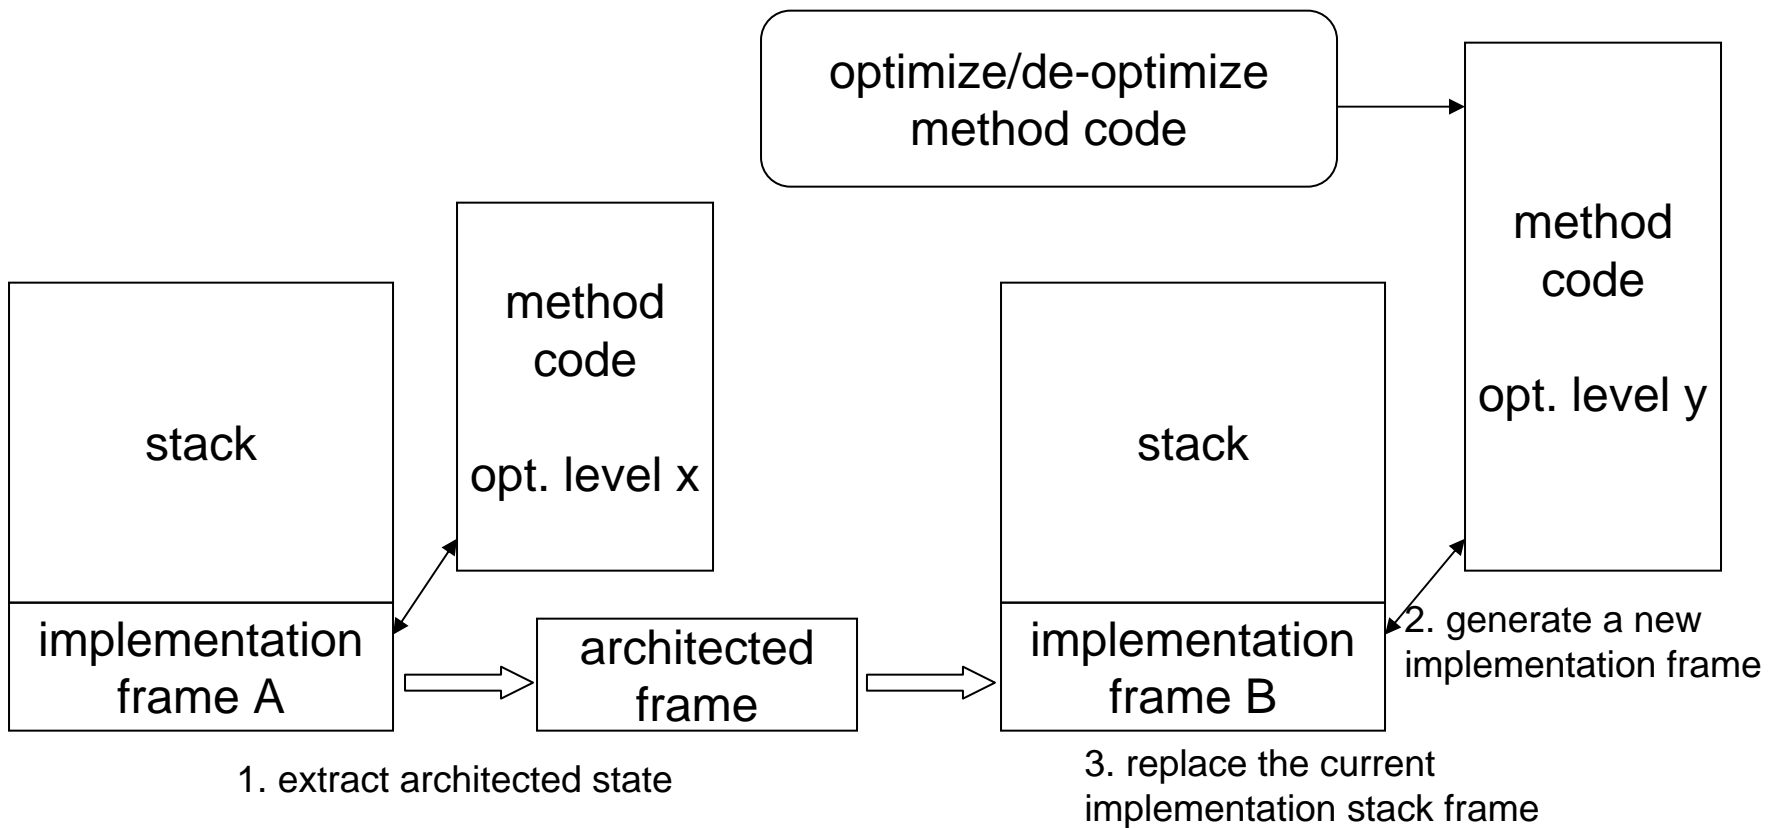 optimize/de-optimize
method code
method
code
opt. level y
method
code
opt. level x
stack
stack
implementation
frame A
architected
frame
implementation
frame B
2. generate a new
implementation frame
1. extract architected state
3. replace the current
implementation stack frame